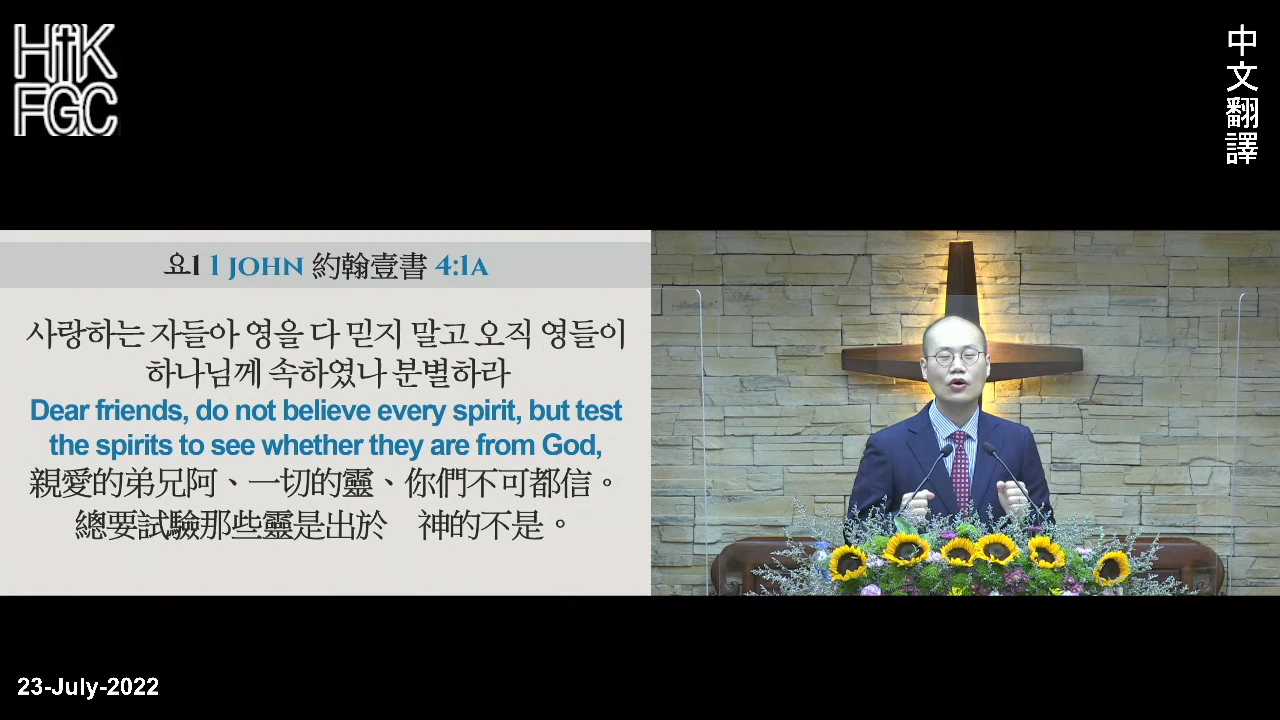 HKFGC
中文翻譯
요1 1 JOHN 約翰壹書 4:1A
사랑하는 자들아 영을 다 믿지 말고 오직 영들이
하나님께 속하였나 분별하라
Dear friends, do not believe every spirit, but test
the spirits to see whether they are from God,
親愛的弟兄阿、一切的靈、你們不可都信。
總要試驗那些靈是出於　神的不是。
23-July-2022